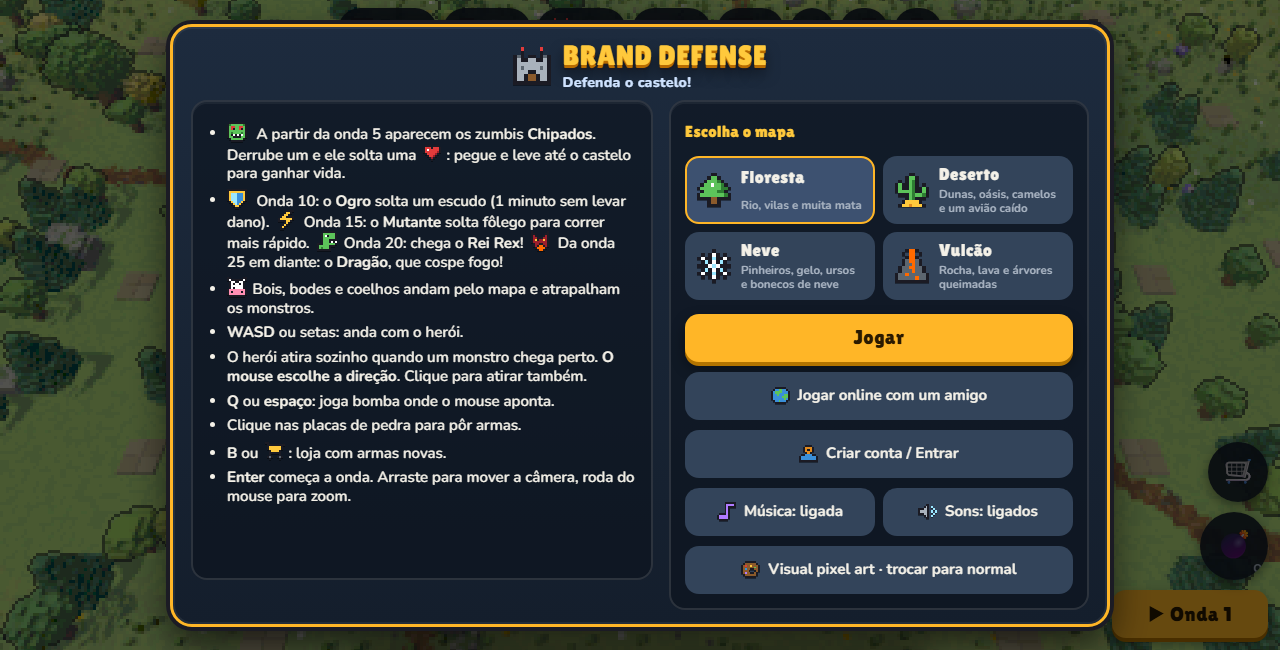 BRAND DEFENSE
Defenda o castelo!
A partir da onda 5 aparecem os zumbis Chipados.
Derrube um e ele solta uma : pegue e leve até o castelo
para ganhar vida.
Onda 10: o Ogro solta um escudo (1 minuto sem levar
dano). Onda 15: o Mutante solta fôlego para correr
mais rápido. Onda 20: chega o Rei Rex! Da onda
25 em diante: o Dragão, que cospe fogo!
Bois, bodes e coelhos andam pelo mapa e atrapalham
os monstros.
WASD ou setas: anda com o herói.
O herói atira sozinho quando um monstro chega perto. O
mouse escolhe a direção. Clique para atirar também.
Q ou espaço: joga bomba onde o mouse aponta.
Clique nas placas de pedra para pôr armas.
B ou : loja com armas novas.
Enter começa a onda. Arraste para mover a câmera, roda do
mouse para zoom.
Escolha o mapa
Floresta
Rio, vilas e muita mata
Deserto
Dunas, oásis, camelos
e um avião caído
Neve
Pinheiros, gelo, ursos
e bonecos de neve
Vulcão
Rocha, lava e árvores
queimadas
Jogar
Jogar online com um amigo
Criar conta / Entrar
Música: ligada
Sons: ligados
Visual pixel art · trocar para normal
▶ Onda 1